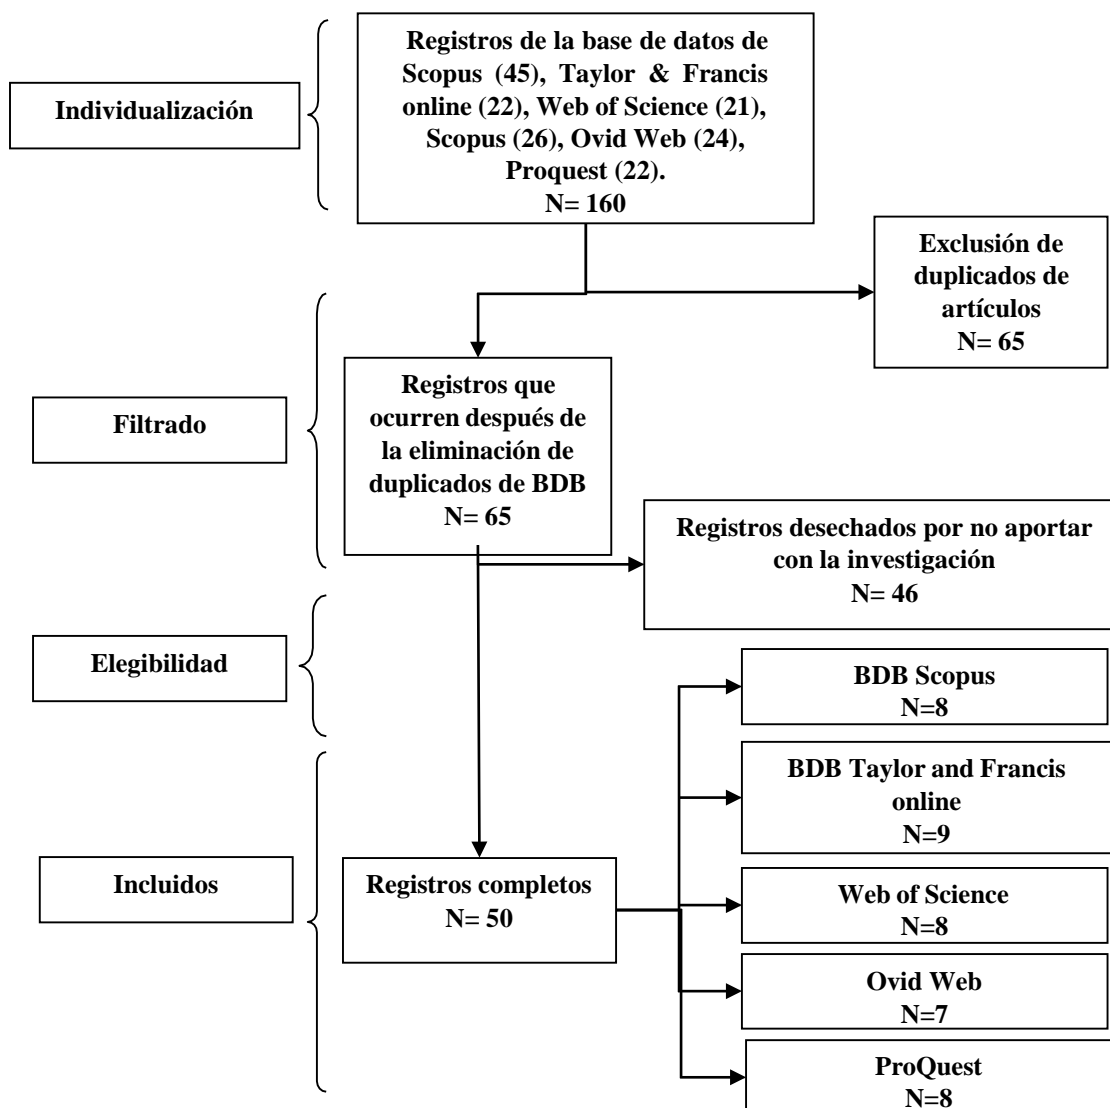 Individualización
Registros de la base de datos de
Scopus (45), Taylor & Francis
online (22), Web of Science (21),
Scopus (26), Ovid Web (24),
Proquest (22).
N= 160
Exclusión de
duplicados de
artículos
N= 65
Filtrado
Registros que
ocurren después de
la eliminación de
duplicados de BDB
N= 65
Registros desechados por no aportar
con la investigación
N= 46
Elegibilidad
BDB Scopus
N=8
BDB Taylor and Francis
online
N=9
Incluidos
Registros completos
N= 50
Web of Science
N=8
Ovid Web
N=7
ProQuest
N=8